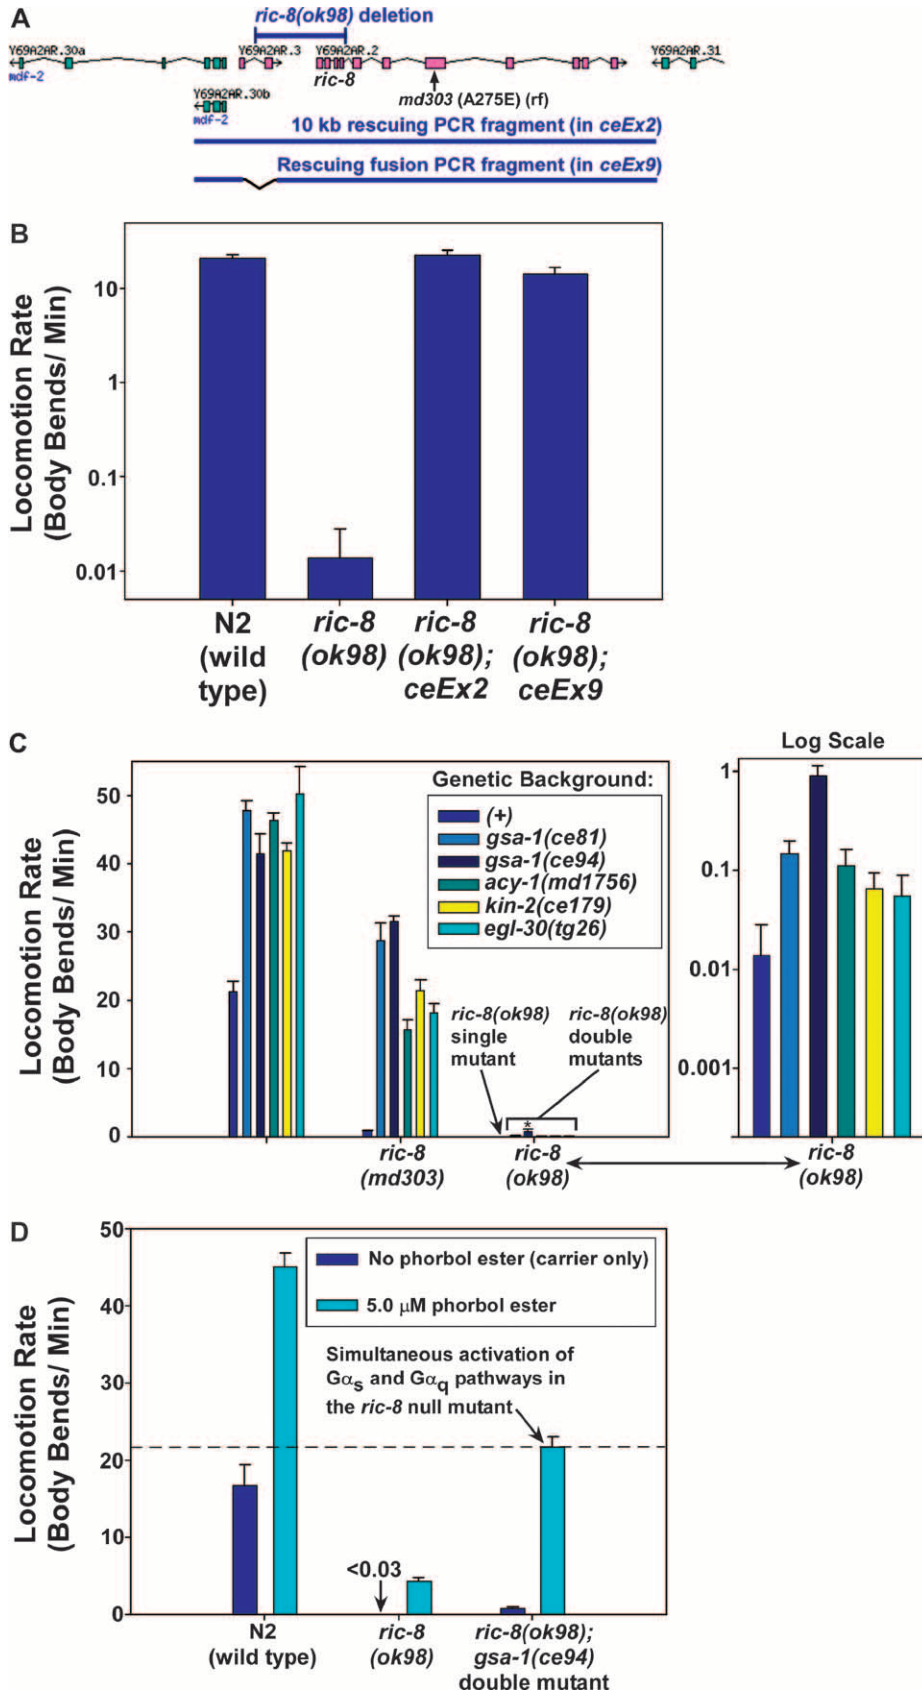 A
ric-8(ok98) deletion
Y69A2AR.30a
Y69A2AR.3
Y69A2AR.2
Y69A2AR.31
mdf-2
ric-8
md303 (A275E) (rf)
Y69A2AR.30b
mdf-2
10 kb rescuing PCR fragment (in ceEx2)
Rescuing fusion PCR fragment (in ceEx9)
B
Locomotion Rate
(Body Bends/ Min)
10
1
0.1
0.01
N2
(wild
type)
ric-8
(ok98)
ric-8
(ok98);
ceEx2
ric-8
(ok98);
ceEx9
C
Locomotion Rate
(Body Bends/ Min)
50
40
30
20
10
0
Genetic Background:
(+)
gsa-1(ce81)
gsa-1(ce94)
acy-1(md1756)
kin-2(ce179)
egl-30(tg26)
ric-8(ok98)
single
mutant
ric-8(ok98)
double
mutants
*
ric-8
(md303)
ric-8
(ok98)
Log Scale
1
0.1
0.01
0.001
ric-8
(ok98)
D
Locomotion Rate
(Body Bends/ Min)
50
40
30
20
10
0
No phorbol ester (carrier only)
5.0 μM phorbol ester
Simultaneous activation of
Gαs and Gαq pathways in
the ric-8 null mutant
<0.03
N2
(wild type)
ric-8
(ok98)
ric-8(ok98);
gsa-1(ce94)
double mutant